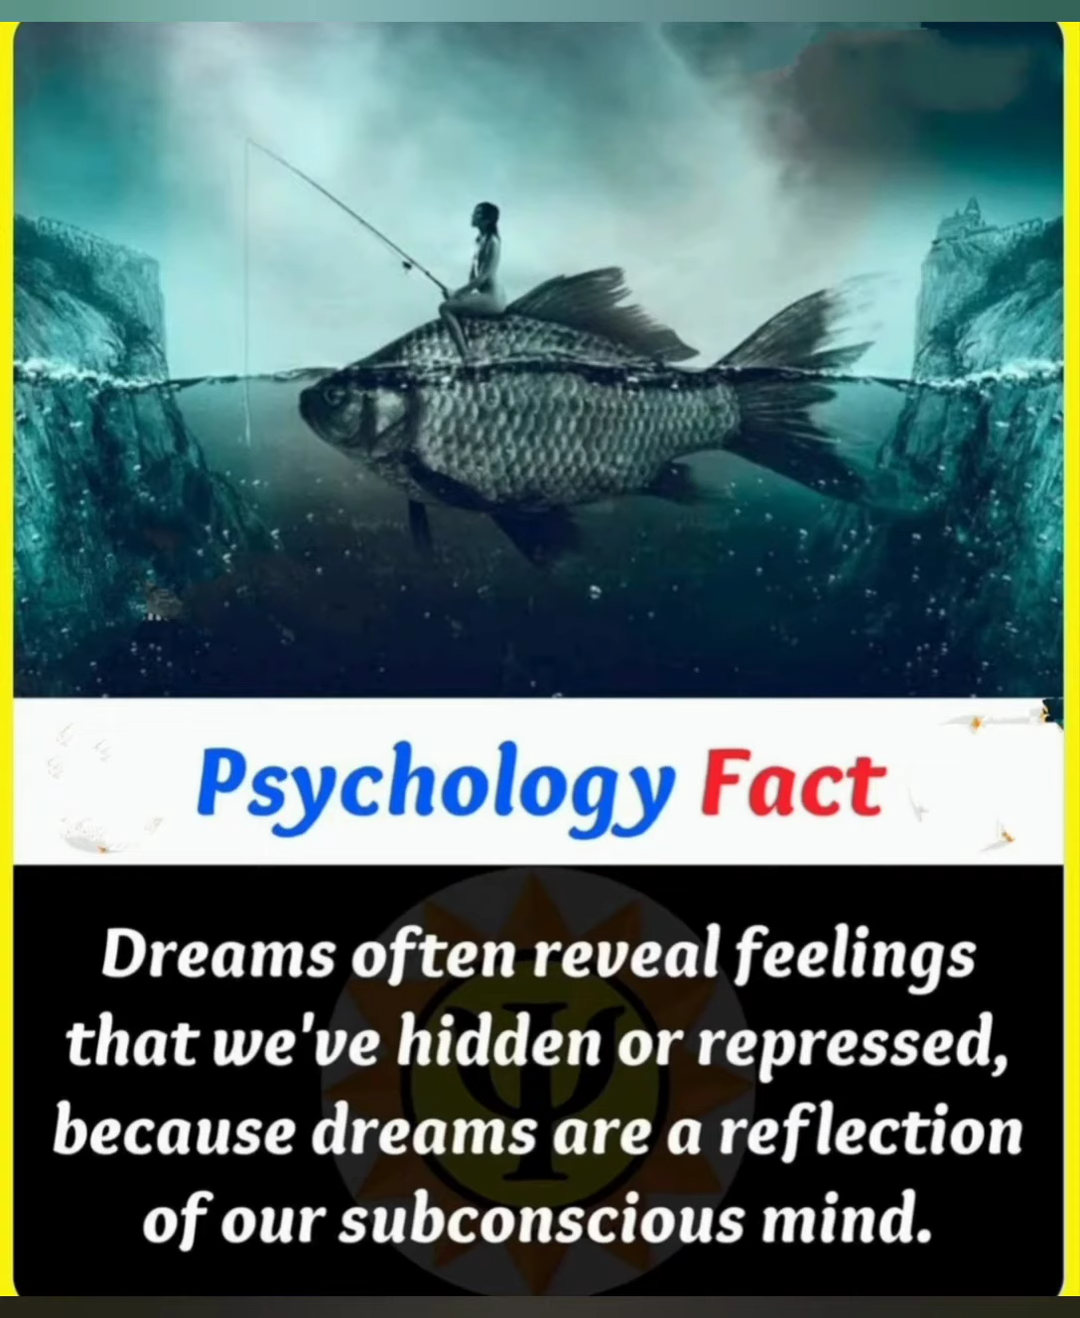 Psychology Fact
Dreams often reveal feelings
that we've hidden or repressed,
because dreams are a reflection
of our subconscious mind.